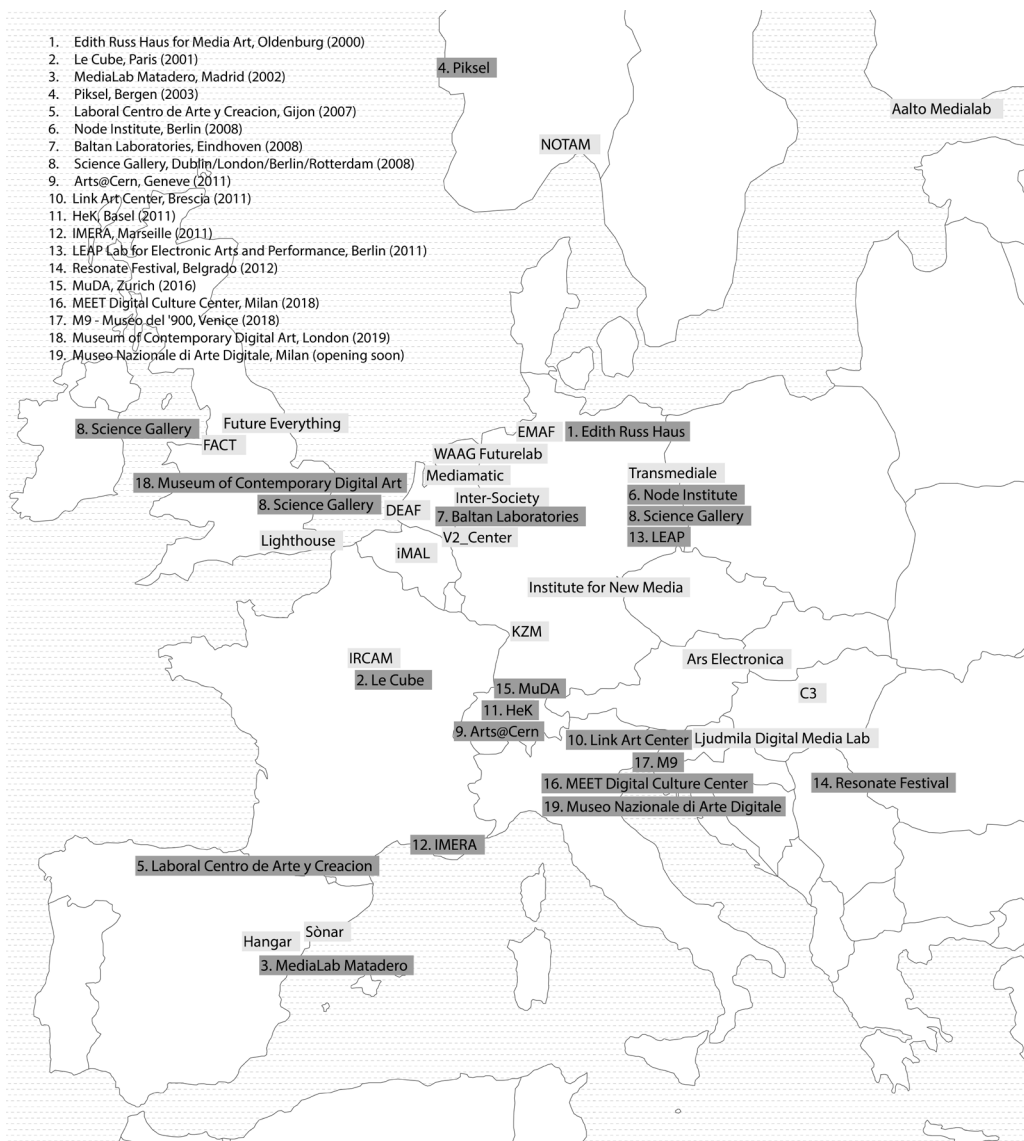 1. Edith Russ Haus for Media Art, Oldenburg (2000)
2. Le Cube, Paris (2001)
3. MediaLab Matadero, Madrid (2002)
4. Piksel, Bergen (2003)
5. Laboral Centro de Arte y Creacion, Gijon (2007)
6. Node Institute, Berlin (2008)
7. Baltan Laboratories, Eindhoven (2008)
8. Science Gallery, Dublin/London/Berlin/Rotterdam (2008)
9. Arts@Cern, Geneve (2011)
10. Link Art Center, Brescia (2011)
11. HeK, Basel (2011)
12. IMERA, Marseille (2011)
13. LEAP Lab for Electronic Arts and Performance, Berlin (2011)
14. Resonate Festival, Belgrado (2012)
15. MuDA, Zurich (2016)
16. MEET Digital Culture Center, Milan (2018)
17. M9 - Museo del '900, Venice (2018)
18. Museum of Contemporary Digital Art, London (2019)
19. Museo Nazionale di Arte Digitale, Milan (opening soon)
4. Piksel
Aalto Medialab
NOTAM
Future Everything
8. Science Gallery
EMAF
1. Edith Russ Haus
FACT
WAAG Futurelab
Transmediale
Mediamatic
18. Museum of Contemporary Digital Art
6. Node Institute
Inter-Society
8. Science Gallery
DEAF
7. Baltan Laboratories
8. Science Gallery
13. LEAP
V2_Center
Lighthouse
iMAL
Institute for New Media
KZM
IRCAM
Ars Electronica
2. Le Cube
15. MuDA
C3
11. HeK
9. Arts@Cern
10. Link Art Center
Ljudmila Digital Media Lab
17. M9
16. MEET Digital Culture Center
14. Resonate Festival
19. Museo Nazionale di Arte Digitale
12. IMERA
5. Laboral Centro de Arte y Creacion
Sònar
Hangar
3. MediaLab Matadero